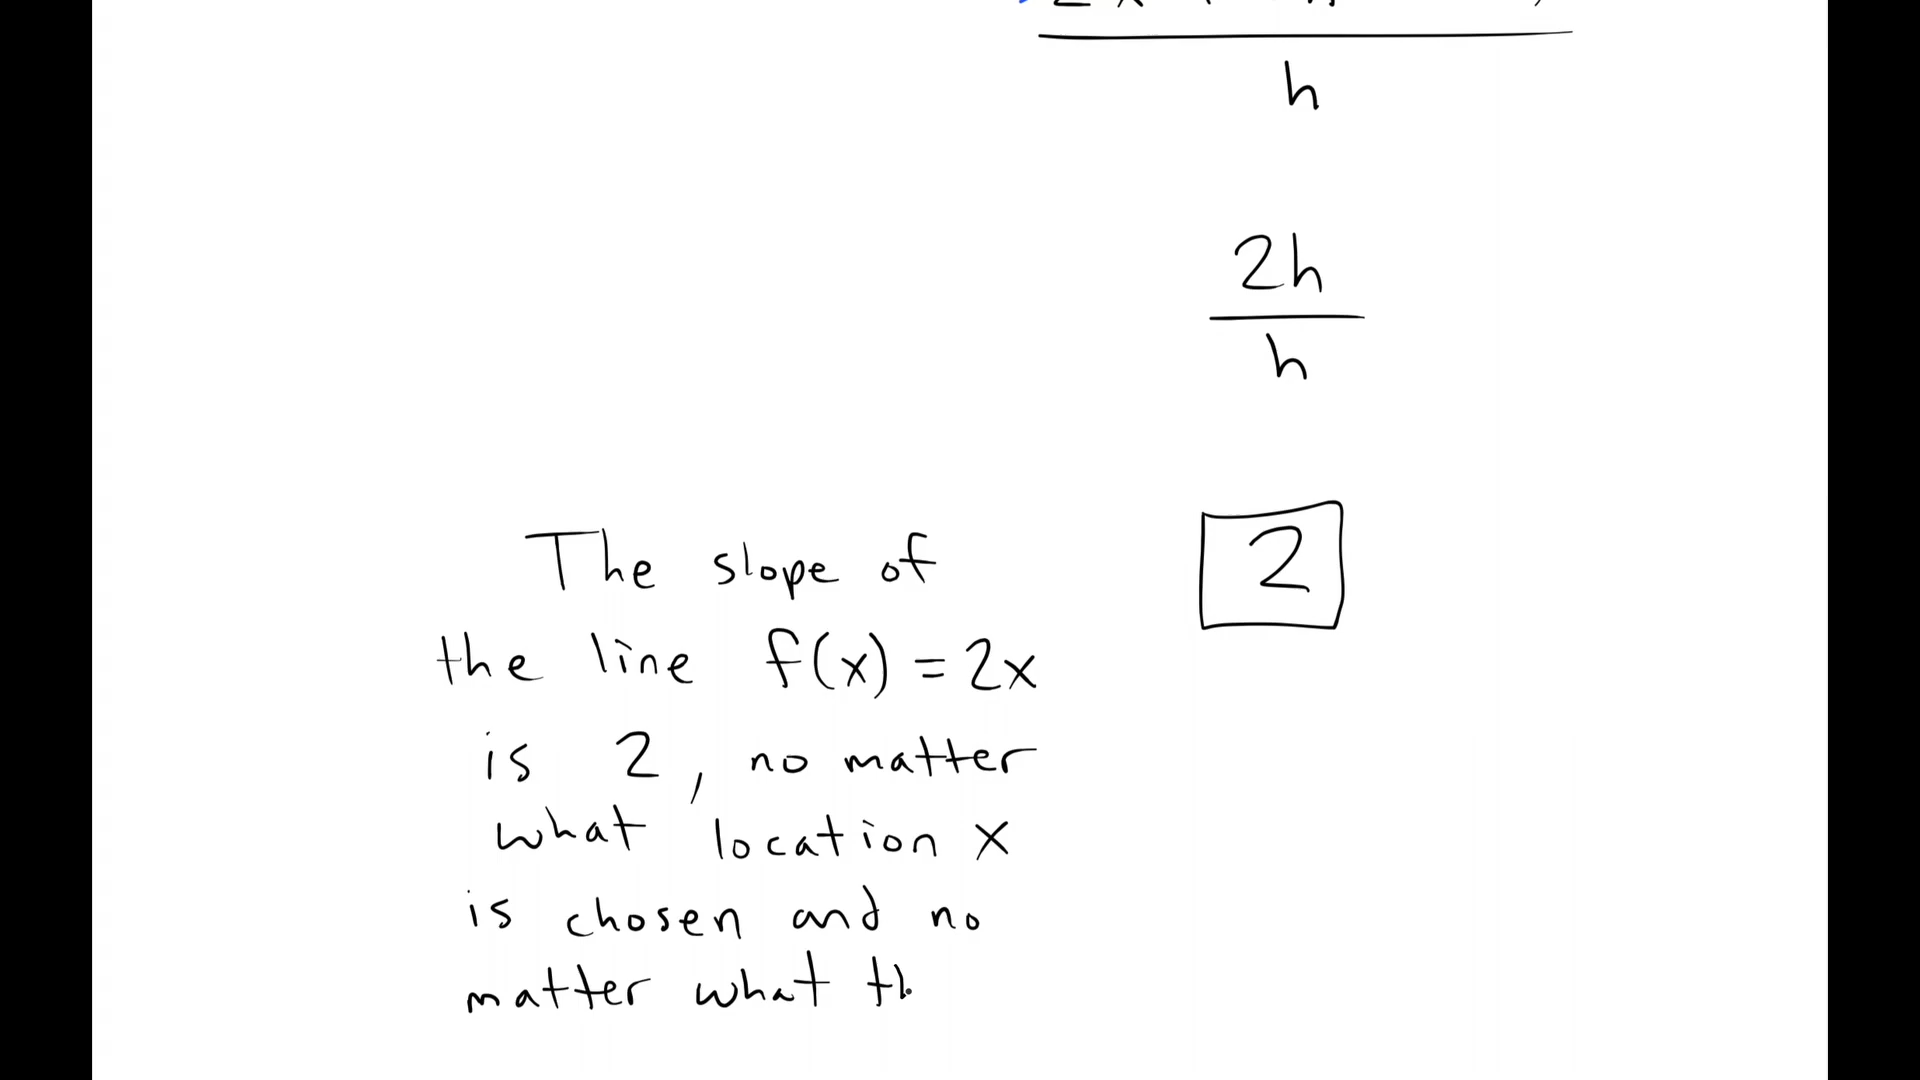 h
2h
h
2
The slope of
the line f(x) = 2x
is 2, no matter
what location x
is chosen and no
matter what th